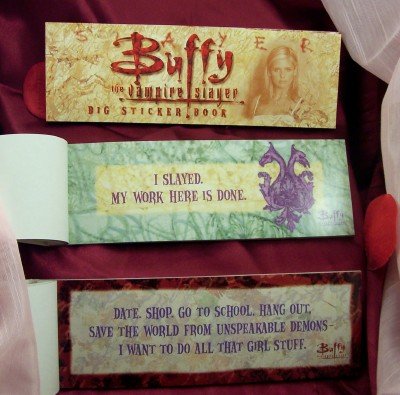 S L A Y E R
Buffy
the vampire slayer
BIG STICKER BOOK
I SLAYED.
MY WORK HERE IS DONE.
Buffy
DATE. SHOP. GO TO SCHOOL. HANG OUT.
SAVE THE WORLD FROM UNSPEAKABLE DEMONS-
I WANT TO DO ALL THAT GIRL STUFF.
Buffy